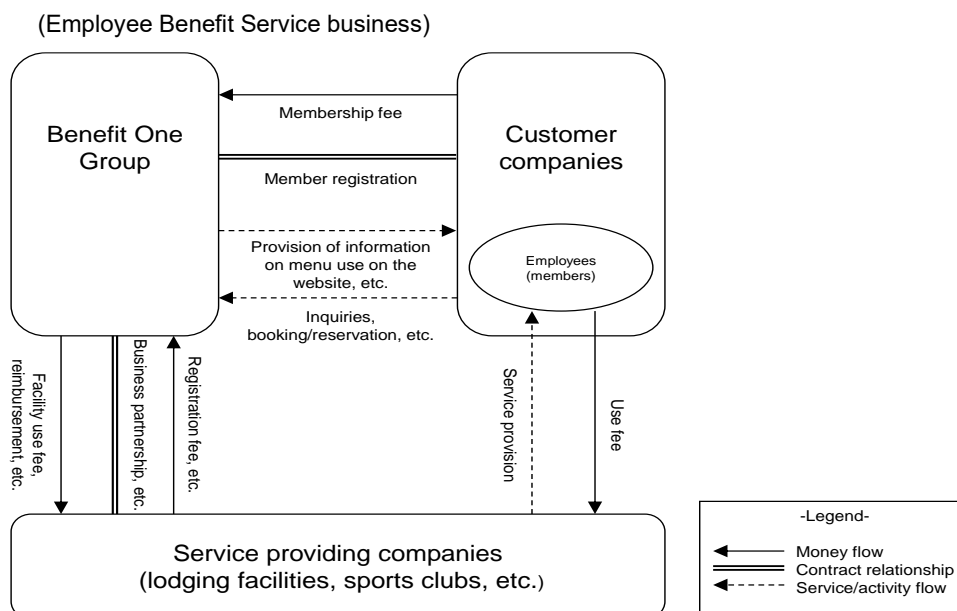 (Employee Benefit Service business)
Benefit One
Group
Customer
companies
Membership fee
Member registration
Provision of information
on menu use on the
website, etc.
Employees
(members)
Inquiries,
booking/reservation, etc.
Facility use fee,
reimbursement, etc.
Business
partnership, etc.
Registration fee, etc.
Service provision
Use fee
Service providing companies
(lodging facilities, sports clubs, etc.)
-Legend-
Money flow
Contract relationship
Service/activity flow